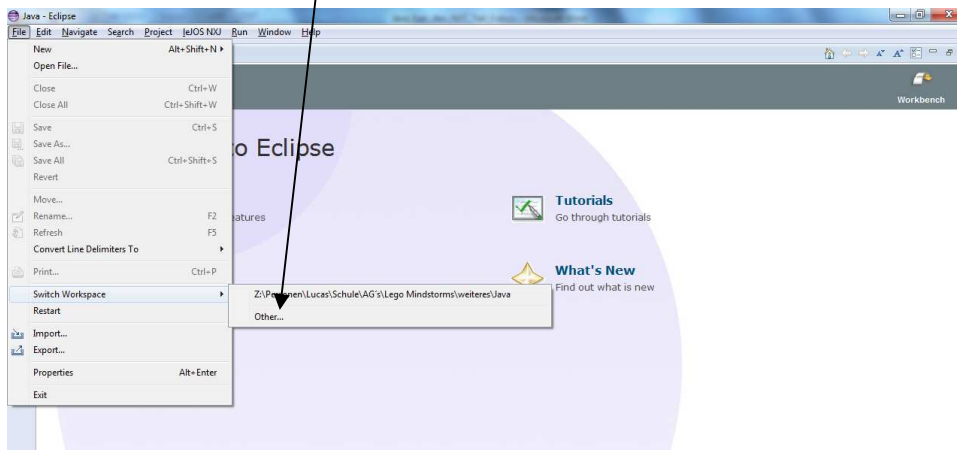 Java - Eclipse
File Edit Navigate Search Project leJOS NXJ Run Window Help
New Alt+Shift+N
Open File...
Close Ctrl+W
Close All Ctrl+Shift+W
Workbench
Save Ctrl+S
Save As...
Save All Ctrl+Shift+S
Revert
to Eclipse
Move...
Rename... F2
Refresh F5
Convert Line Delimiters To
eatures
Tutorials
Go through tutorials
Print... Ctrl+P
What's New
Find out what is new
Switch Workspace
Z:\Personen\Lucas\Schule\AG's\Lego Mindstorms\weiteres\Java
Restart
Other...
Import...
Export...
Properties Alt+Enter
Exit